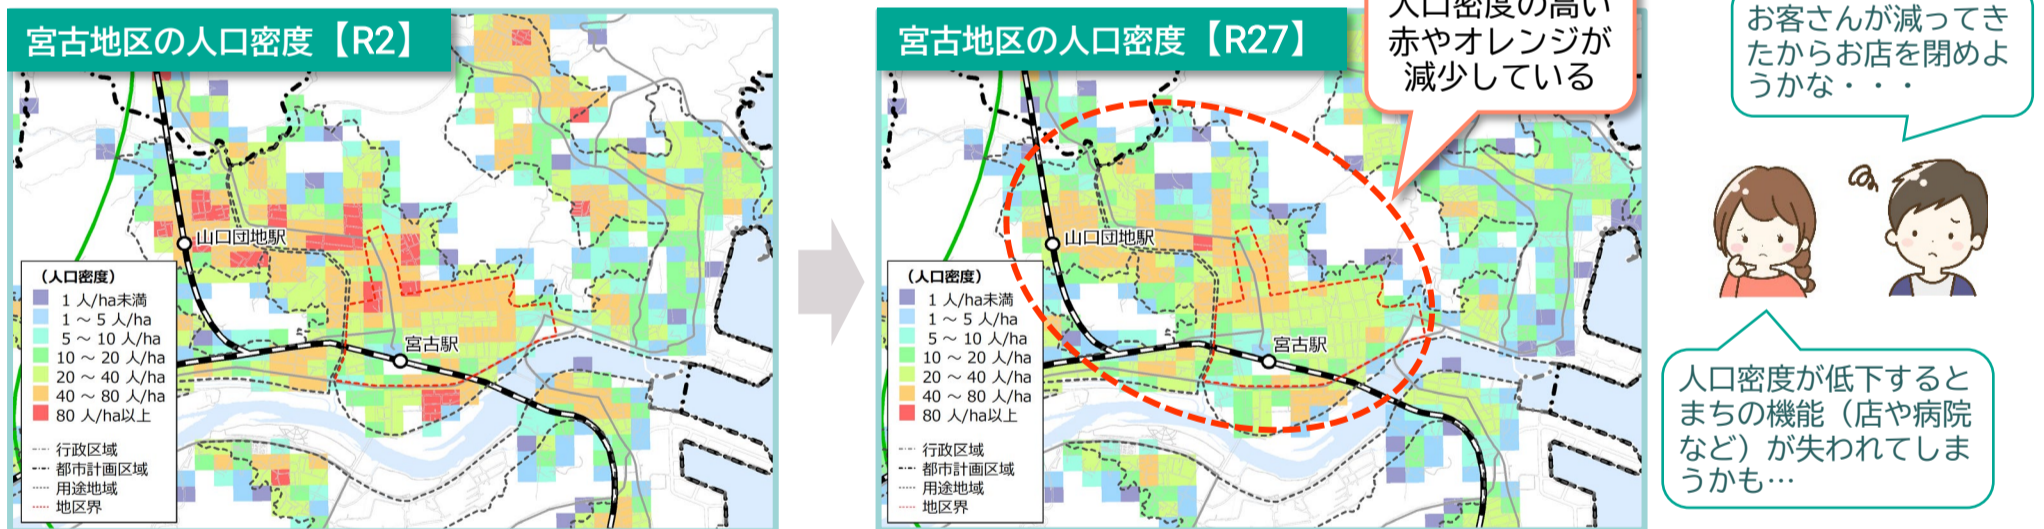 宮古地区の人口密度【R2】
山口団地駅
宮古駅
（人口密度）
1 人/ha未満
1 ～ 5 人/ha
5 ～ 10 人/ha
10 ～ 20 人/ha
20 ～ 40 人/ha
40 ～ 80 人/ha
80 人/ha以上
行政区域
都市計画区域
用途地域
地区界
宮古地区の人口密度【R27】
人口密度の高い
赤やオレンジが
減少している
山口団地駅
宮古駅
（人口密度）
1 人/ha未満
1 ～ 5 人/ha
5 ～ 10 人/ha
10 ～ 20 人/ha
20 ～ 40 人/ha
40 ～ 80 人/ha
80 人/ha以上
行政区域
都市計画区域
用途地域
地区界
お客さんが減ってき
たからお店を閉めよ
うかな・・・
人口密度が低下すると
まちの機能（店や病院
など）が失われてしま
うかも…